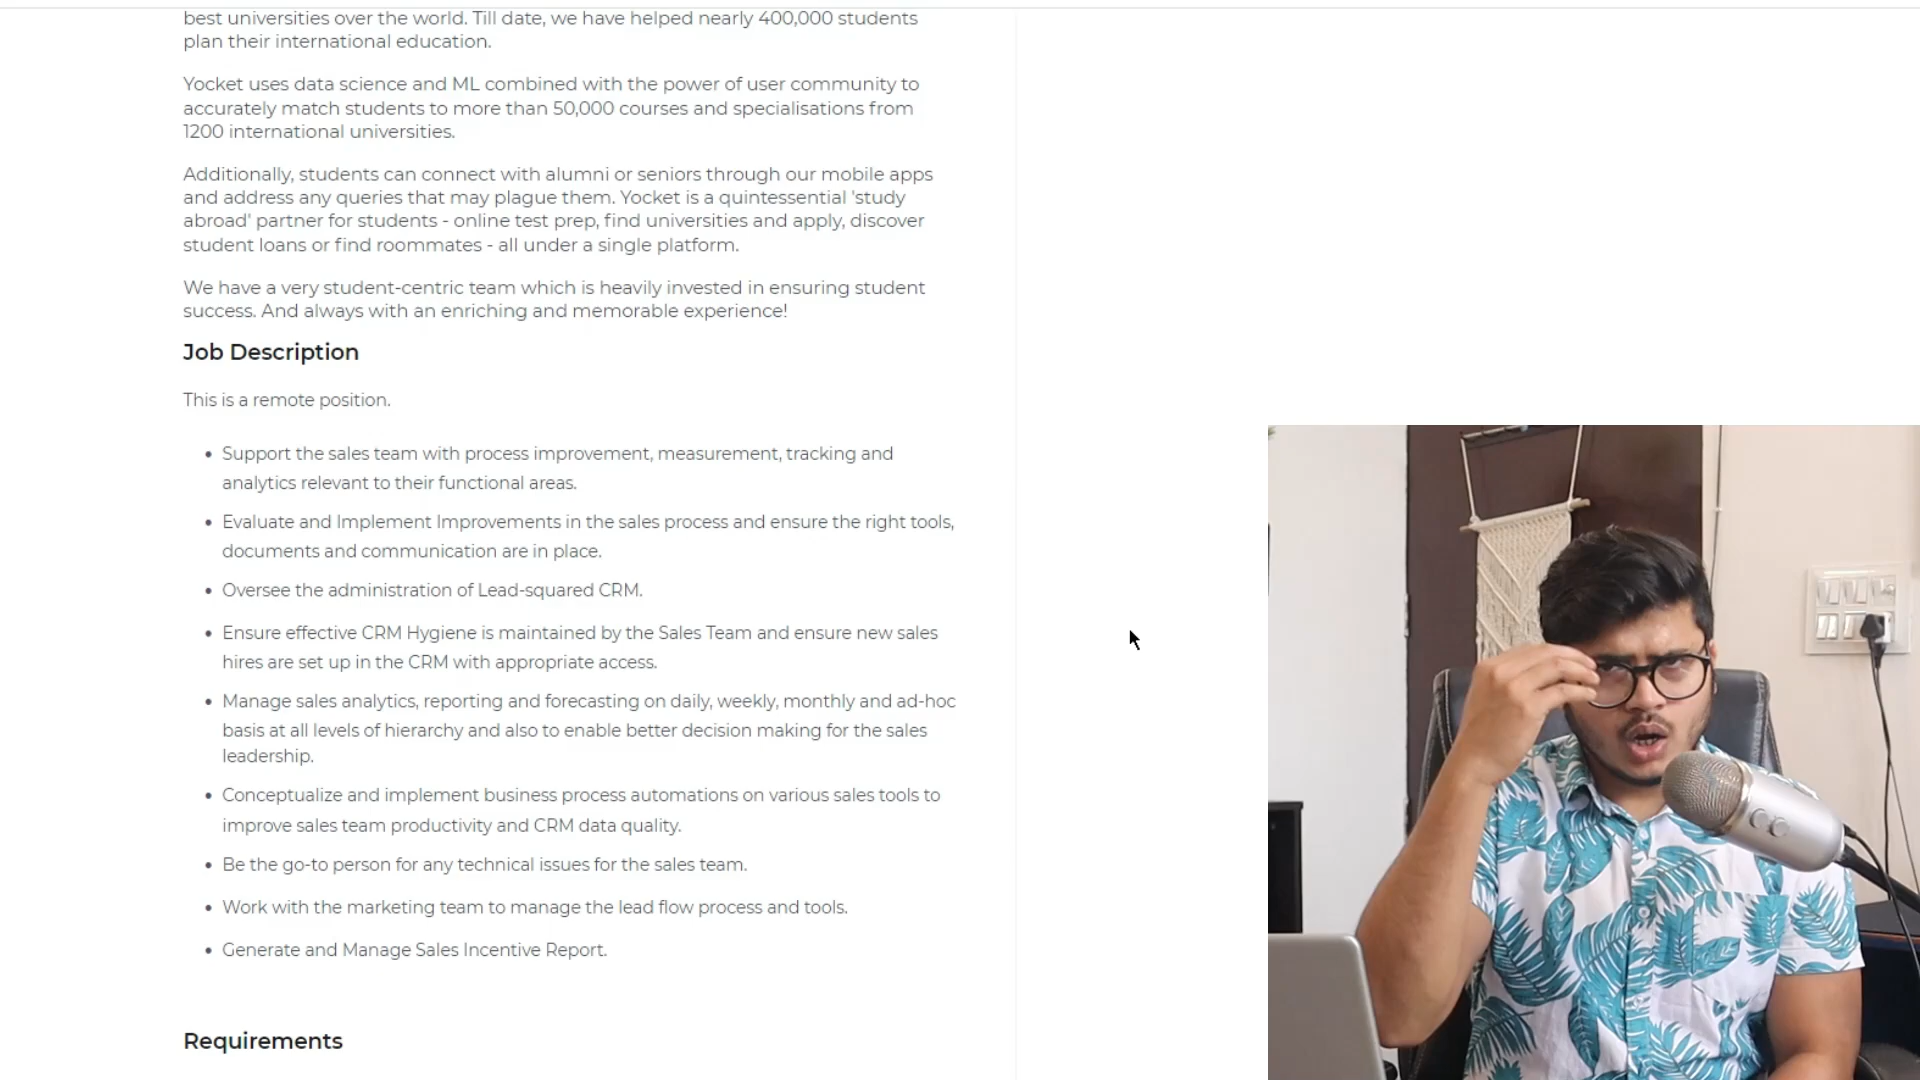 best universities over the world. Till date, we have helped nearly 400,000 students
plan their international education.
Yocket uses data science and ML combined with the power of user community to
accurately match students to more than 50,000 courses and specialisations from
1200 international universities.
Additionally, students can connect with alumni or seniors through our mobile apps
and address any queries that may plague them. Yocket is a quintessential 'study
abroad' partner for students - online test prep, find universities and apply, discover
student loans or find roommates - all under a single platform.
We have a very student-centric team which is heavily invested in ensuring student
success. And always with an enriching and memorable experience!
Job Description
This is a remote position.
• Support the sales team with process improvement, measurement, tracking and
analytics relevant to their functional areas.
• Evaluate and Implement Improvements in the sales process and ensure the right tools,
documents and communication are in place.
• Oversee the administration of Lead-squared CRM.
• Ensure effective CRM Hygiene is maintained by the Sales Team and ensure new sales
hires are set up in the CRM with appropriate access.
• Manage sales analytics, reporting and forecasting on daily, weekly, monthly and ad-hoc
basis at all levels of hierarchy and also to enable better decision making for the sales
leadership.
• Conceptualize and implement business process automations on various sales tools to
improve sales team productivity and CRM data quality.
• Be the go-to person for any technical issues for the sales team.
• Work with the marketing team to manage the lead flow process and tools.
• Generate and Manage Sales Incentive Report.
Requirements